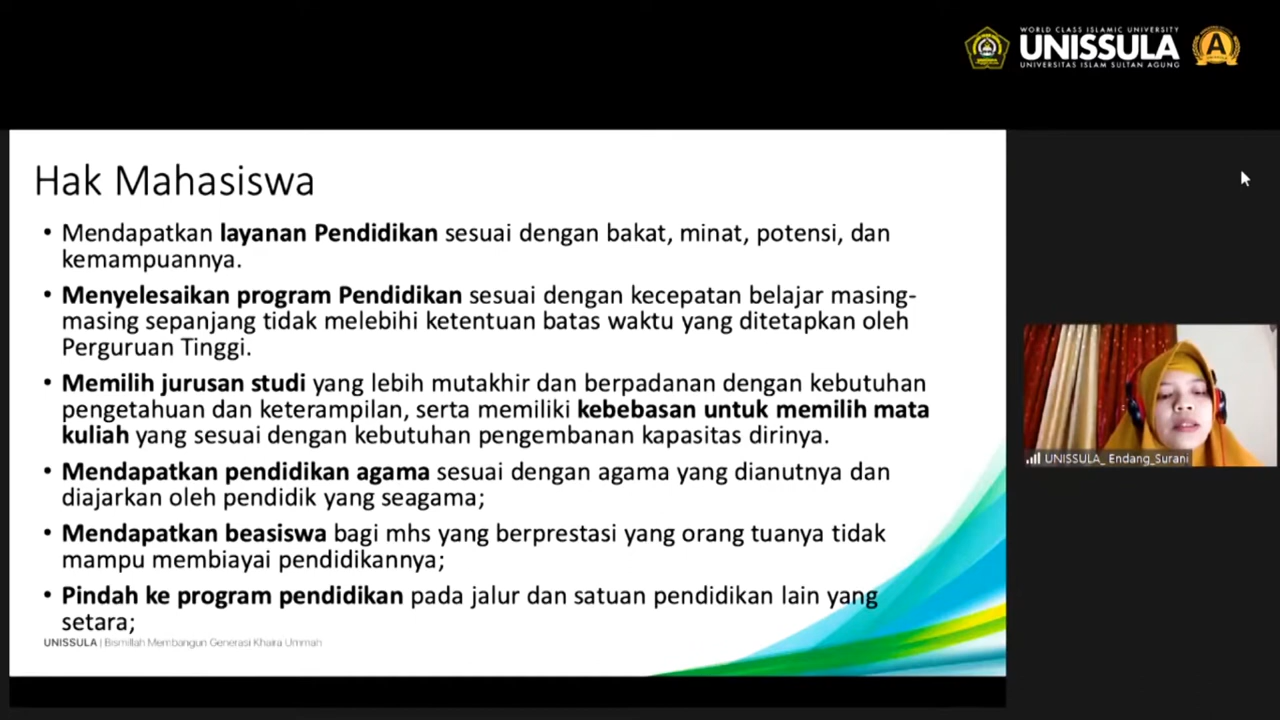 WORLD CLASS ISLAMIC UNIVERSITY
UNISSULA
UNIVERSITAS ISLAM SULTAN AGUNG
A
Hak Mahasiswa
• Mendapatkan layanan Pendidikan sesuai dengan bakat, minat, potensi, dan
kemampuannya.
• Menyelesaikan program Pendidikan sesuai dengan kecepatan belajar masing-
masing sepanjang tidak melebihi ketentuan batas waktu yang ditetapkan oleh
Perguruan Tinggi.
• Memilih jurusan studi yang lebih mutakhir dan berpadanan dengan kebutuhan
pengetahuan dan keterampilan, serta memiliki kebebasan untuk memilih mata
kuliah yang sesuai dengan kebutuhan pengembanan kapasitas dirinya.
• Mendapatkan pendidikan agama sesuai dengan agama yang dianutnya dan
diajarkan oleh pendidik yang seagama;
• Mendapatkan beasiswa bagi mhs yang berprestasi yang orang tuanya tidak
mampu membiayai pendidikannya;
• Pindah ke program pendidikan pada jalur dan satuan pendidikan lain yang
setara;
UNISSULA | Bismillah Membangun Generasi Khaira Ummah
UNISSULA_ Endang_Surani